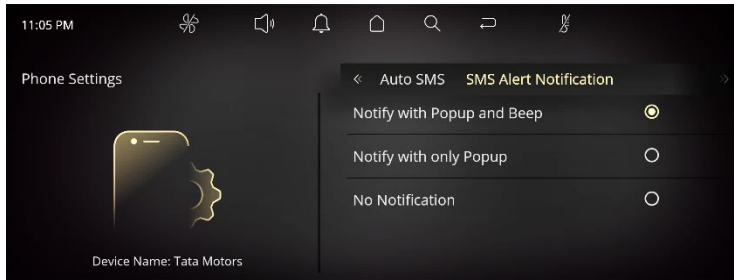 11:05 PM
Phone Settings
« Auto SMS SMS Alert Notification »
Notify with Popup and Beep
Notify with only Popup
No Notification
Device Name: Tata Motors